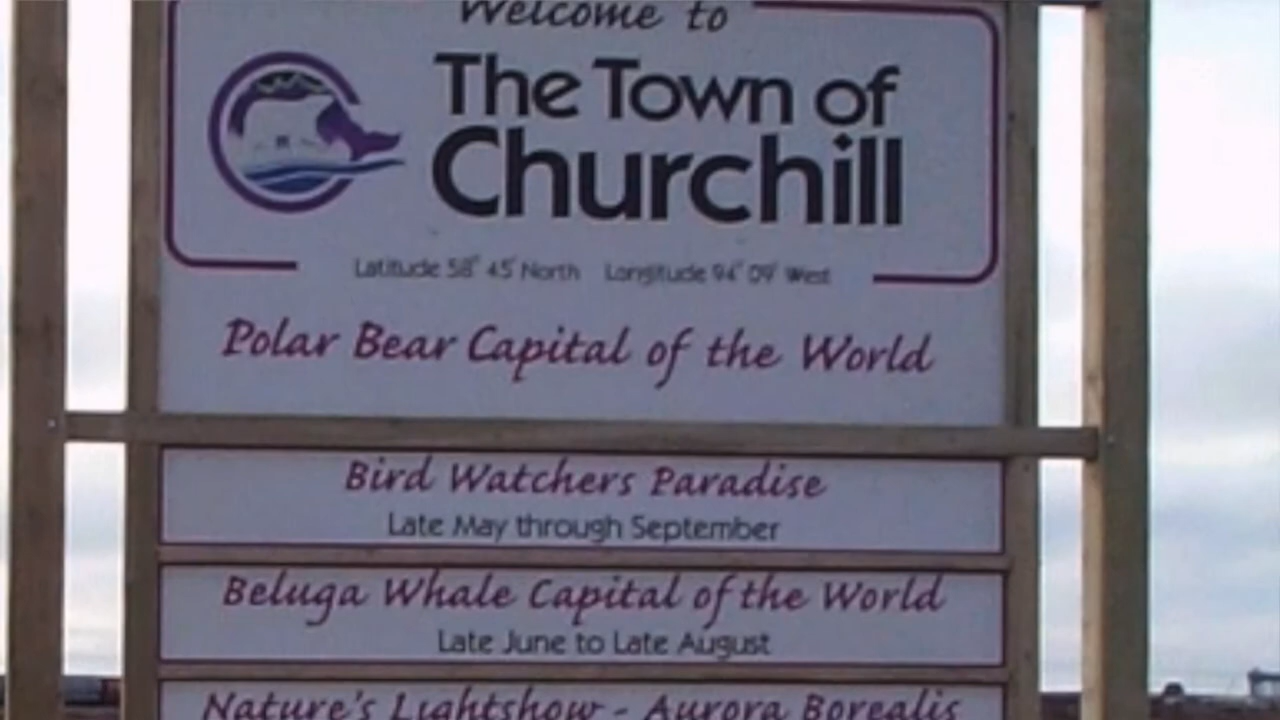 Welcome to
The Town of
Churchill
Latitude 58° 45' North Longitude 94° 09' West
Polar Bear Capital of the World
Bird Watchers Paradise
Late May through September
Beluga Whale Capital of the World
Late June to Late August
Nature's Lightshow - Aurora Borealis